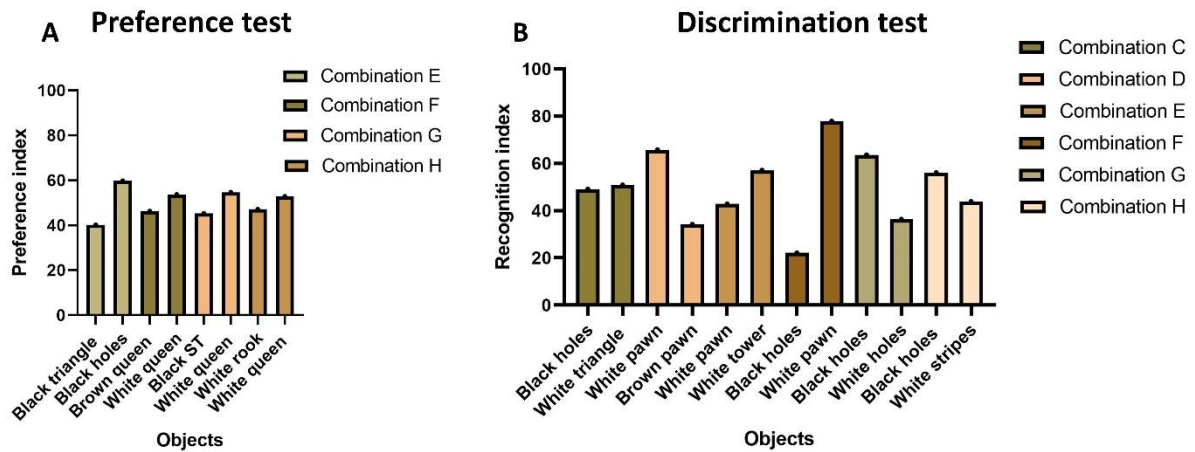 A
Preference test
Combination E
Combination F
Combination G
Combination H
Preference index
100
80
60
40
20
0
Black triangle
Black holes
Brown queen
White queen
Black ST
White queen
White rook
White queen
Objects
B
Discrimination test
Combination C
Combination D
Combination E
Combination F
Combination G
Combination H
Recognition index
100
80
60
40
20
0
Black holes
White triangle
White pawn
Brown pawn
White pawn
White tower
Black holes
White pawn
Black holes
White holes
Black holes
White stripes
Objects